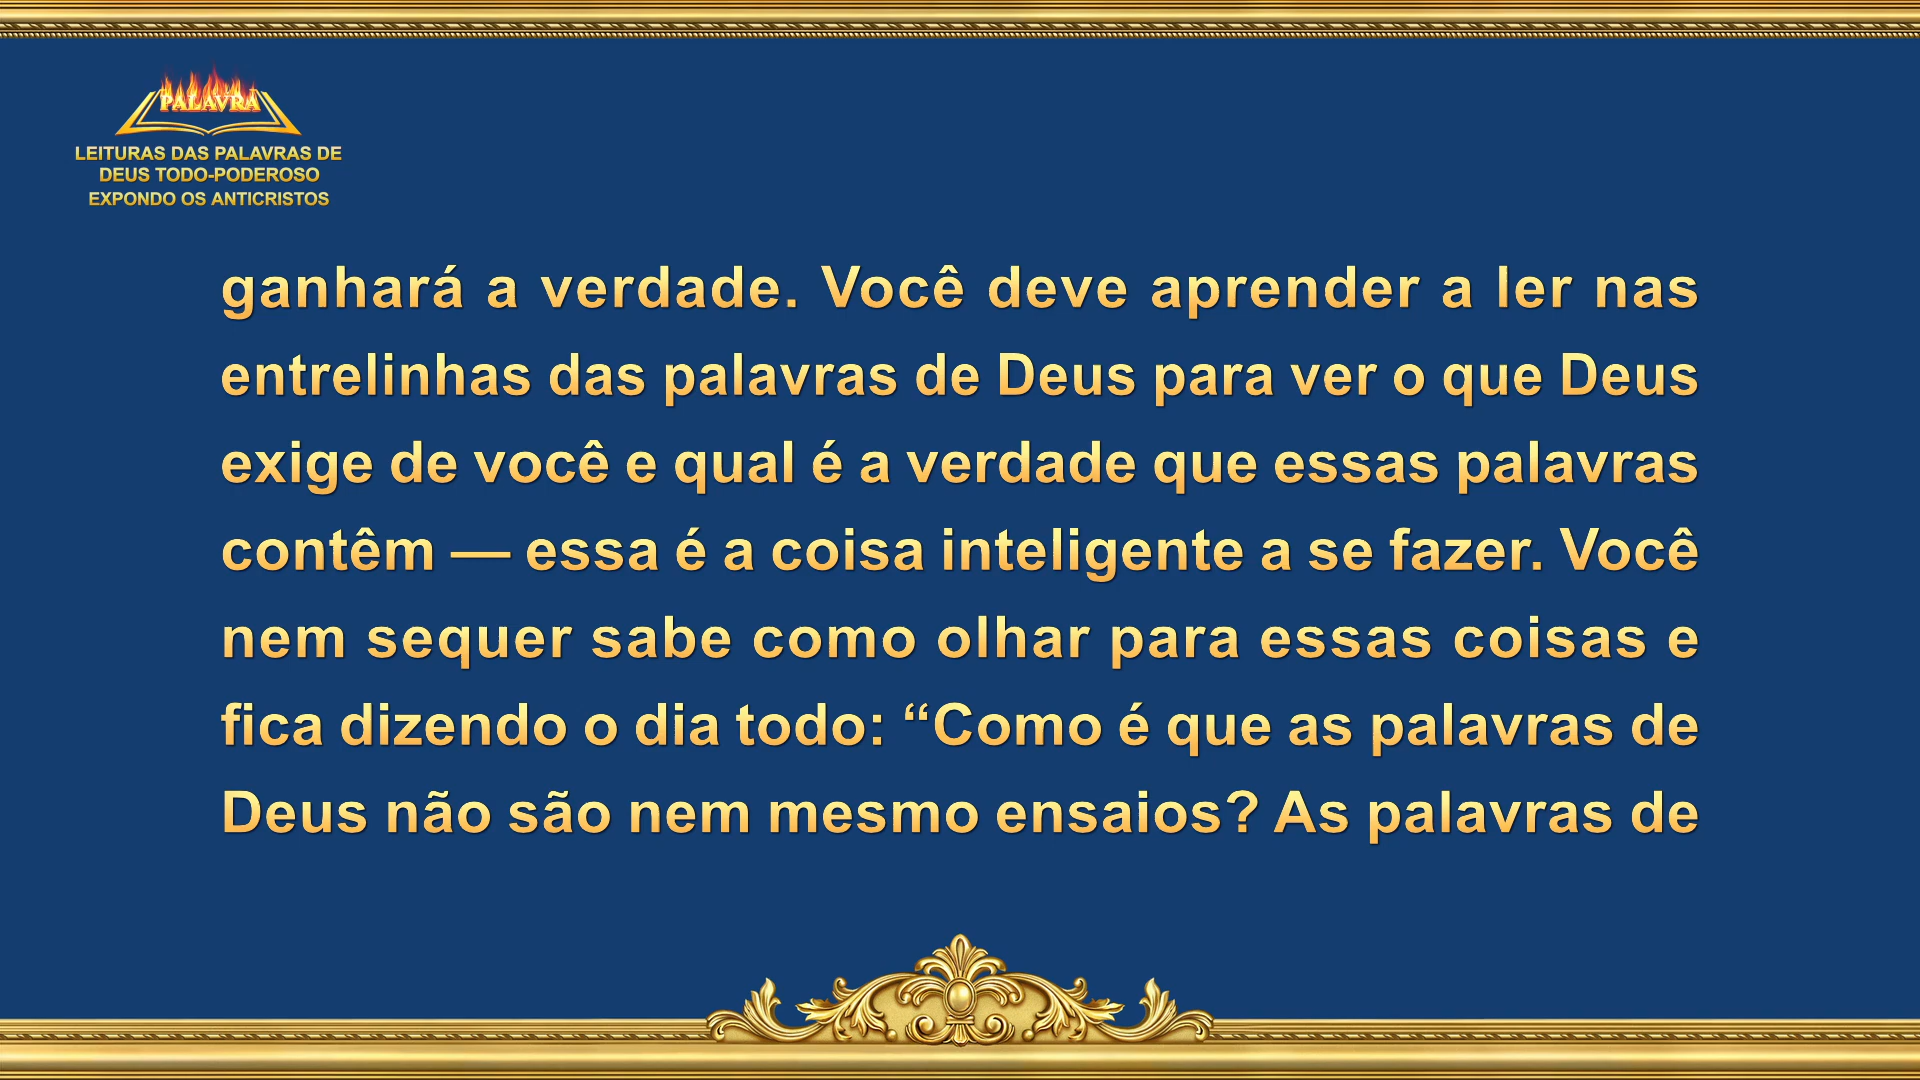 PALAVRA
LEITURAS DAS PALAVRAS DE
DEUS TODO-PODEROSO
EXPONDO OS ANTICRISTOS
ganhará a verdade. Você deve aprender a ler nas
entrelinhas das palavras de Deus para ver o que Deus
exige de você e qual é a verdade que essas palavras
contêm — essa é a coisa inteligente a se fazer. Você
nem sequer sabe como olhar para essas coisas e
fica dizendo o dia todo: “Como é que as palavras de
Deus não são nem mesmo ensaios? As palavras de